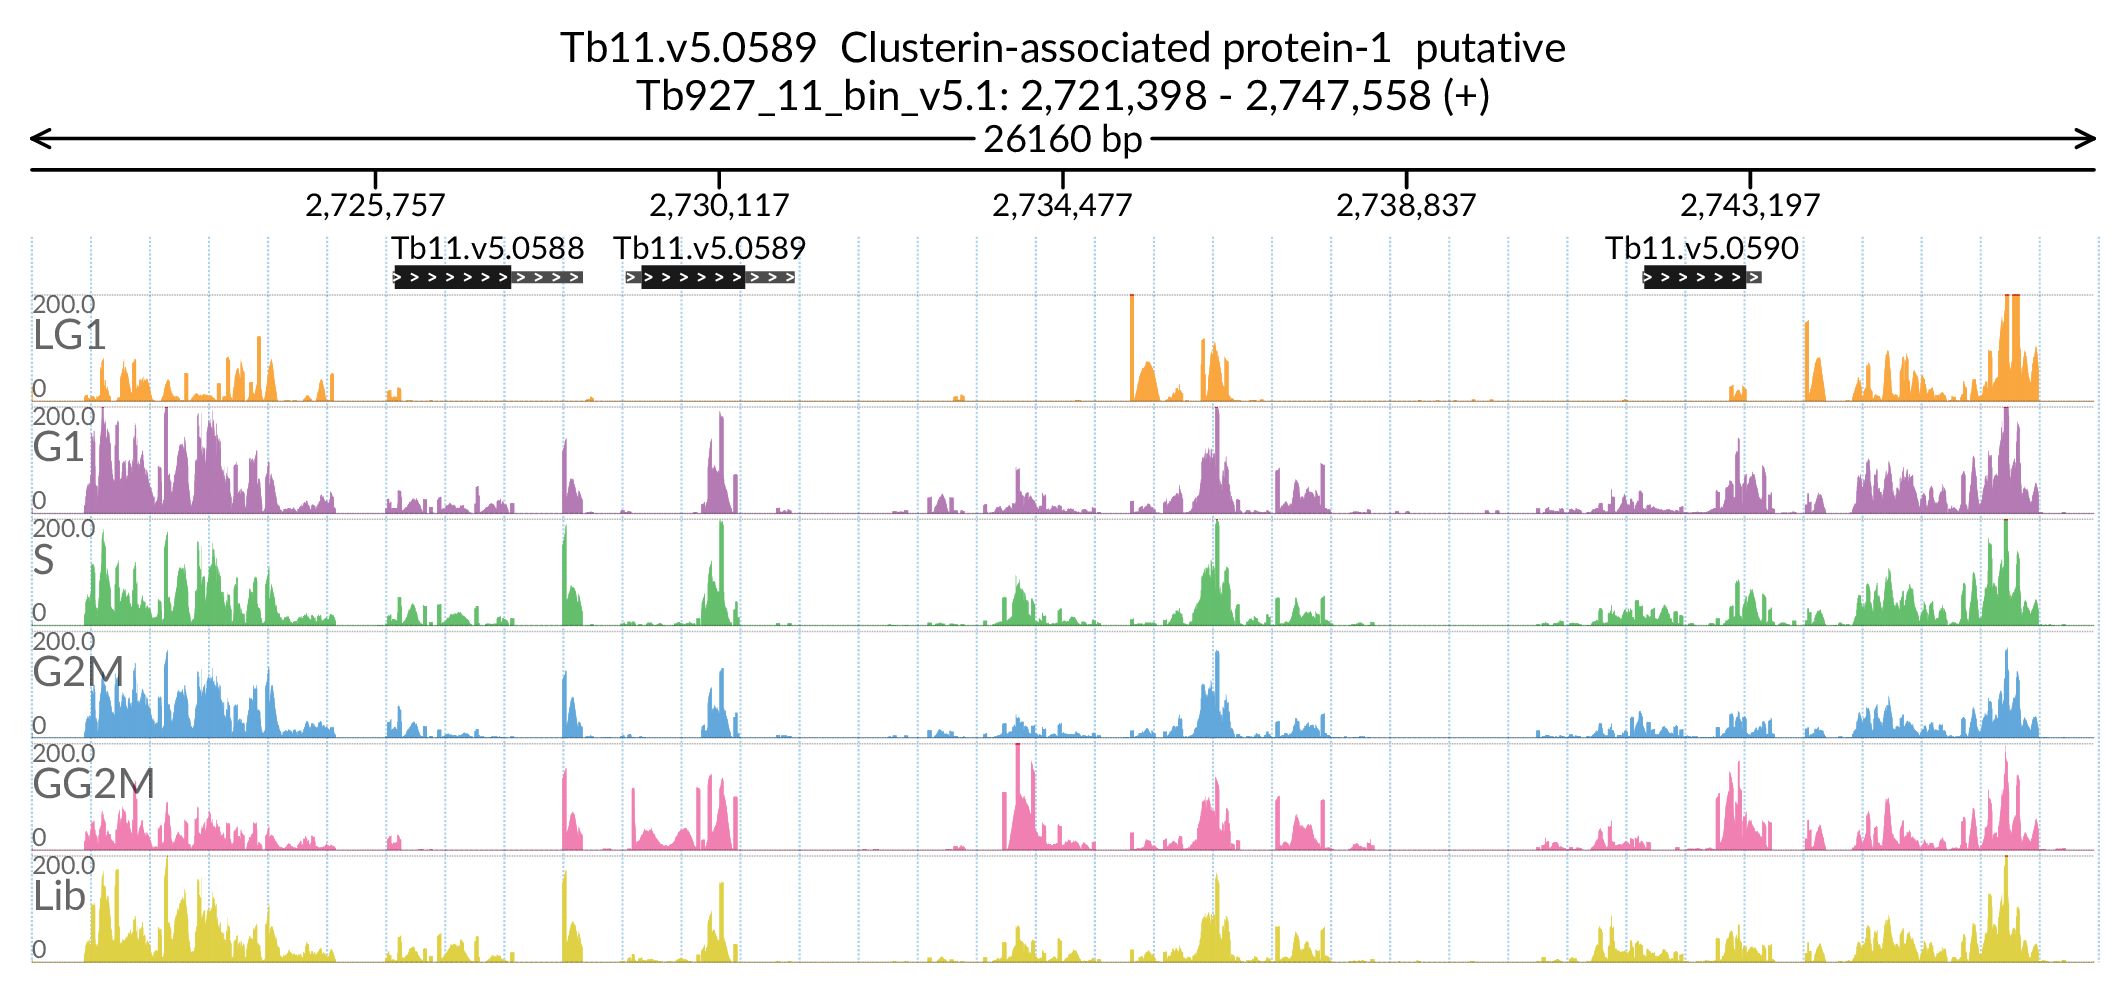 Tb11.v5.0589 Clusterin-associated protein-1 putative
Tb927_11_bin_v5.1: 2,721,398 - 2,747,558 (+)
26160 bp
2,725,757 2,730,117 2,734,477 2,738,837 2,743,197
Tb11.v5.0588 Tb11.v5.0589 Tb11.v5.0590
200.0
LG1
0
200.0
G1
0
200.0
S
0
200.0
G2M
0
200.0
GG2M
0
200.0
Lib
0